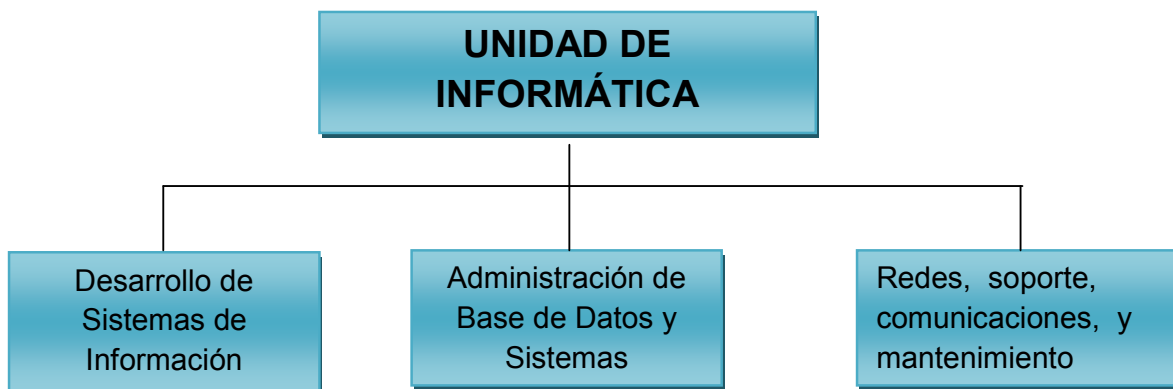 UNIDAD DE
INFORMÁTICA
Desarrollo de
Sistemas de
Información
Administración de
Base de Datos y
Sistemas
Redes, soporte,
comunicaciones, y
mantenimiento